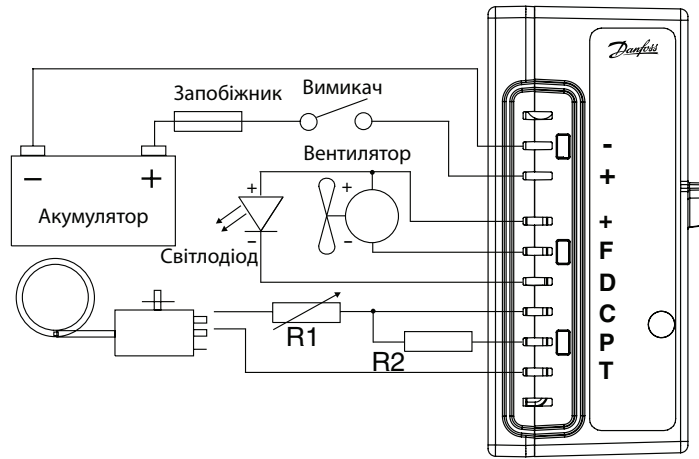 Danfoss
Запобіжник
Вимикач
-
+
− +
Акумулятор
Вентилятор
+
+
-
Світлодіод
-
+
F
D
C
P
T
R1
R2